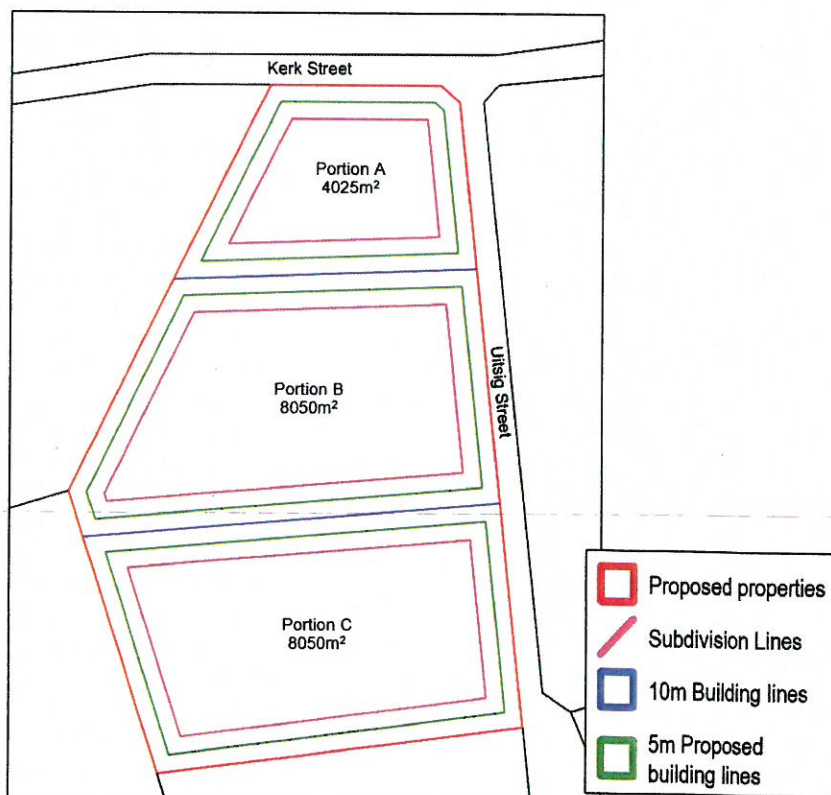 Kerk Street
Portion A
4025m²
Uitsig Street
Portion B
8050m²
Portion C
8050m²
Proposed properties
Subdivision Lines
10m Building lines
5m Proposed
building lines